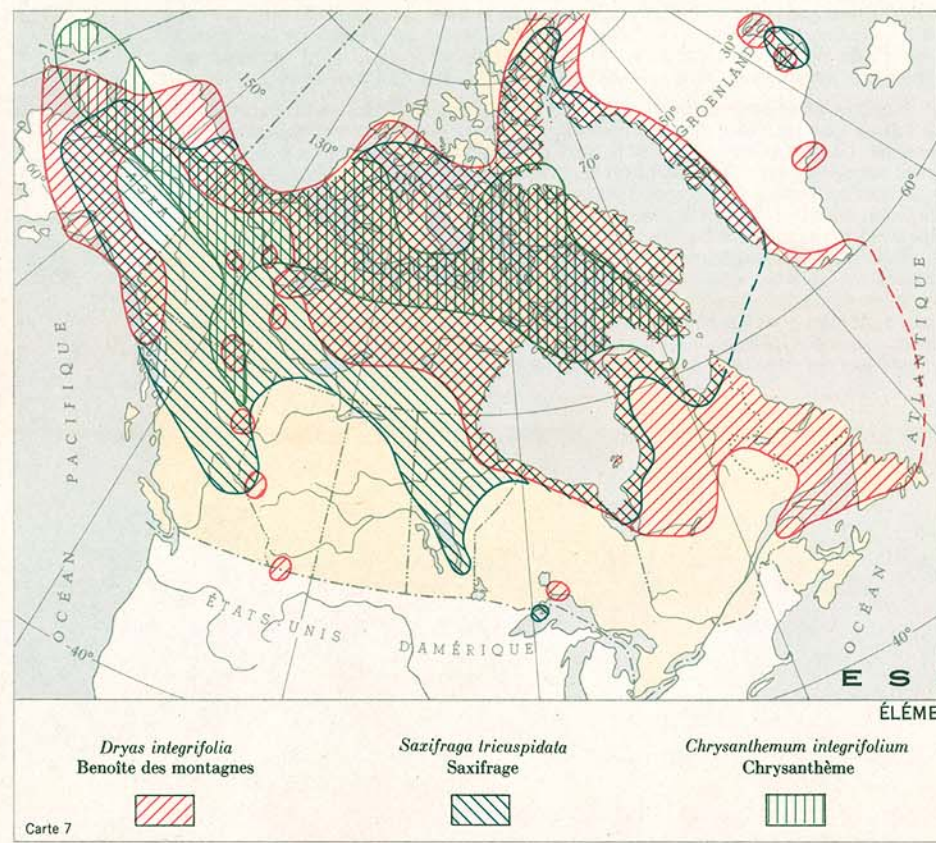 150°
130°
30°
GROENLAND
50°
70°
60°
60°
ALASKA
OCÉAN PACIFIQUE
OCÉAN ATLANTIQUE
ÉTATS-UNIS D'AMÉRIQUE
40°
40°
E S
ÉLÉME
Dryas integrifolia
Benoîte des montagnes
Saxifraga tricuspidata
Saxifrage
Chrysanthemum integrifolium
Chrysanthème
Carte 7